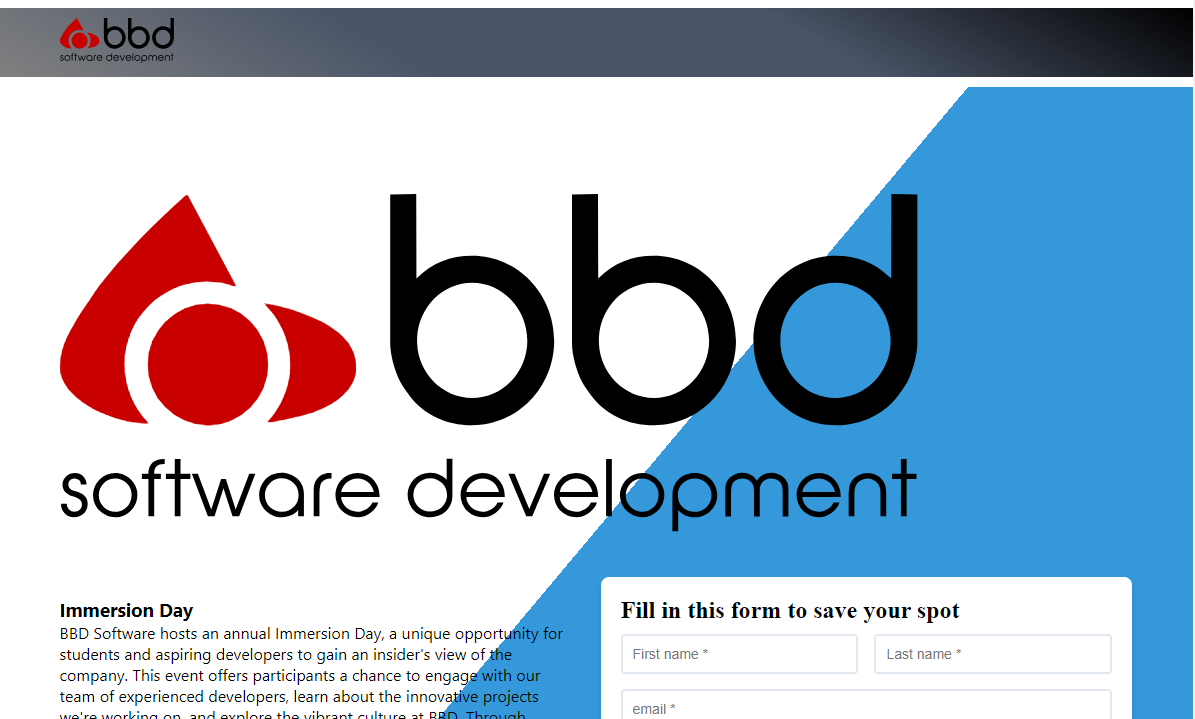 bbd
software development
bbd
software development
Immersion Day
BBD Software hosts an annual Immersion Day, a unique opportunity for
students and aspiring developers to gain an insider's view of the
company. This event offers participants a chance to engage with our
team of experienced developers, learn about the innovative projects
we're working on, and explore the vibrant culture at BBD. Through
Fill in this form to save your spot
First name *
Last name *
email *